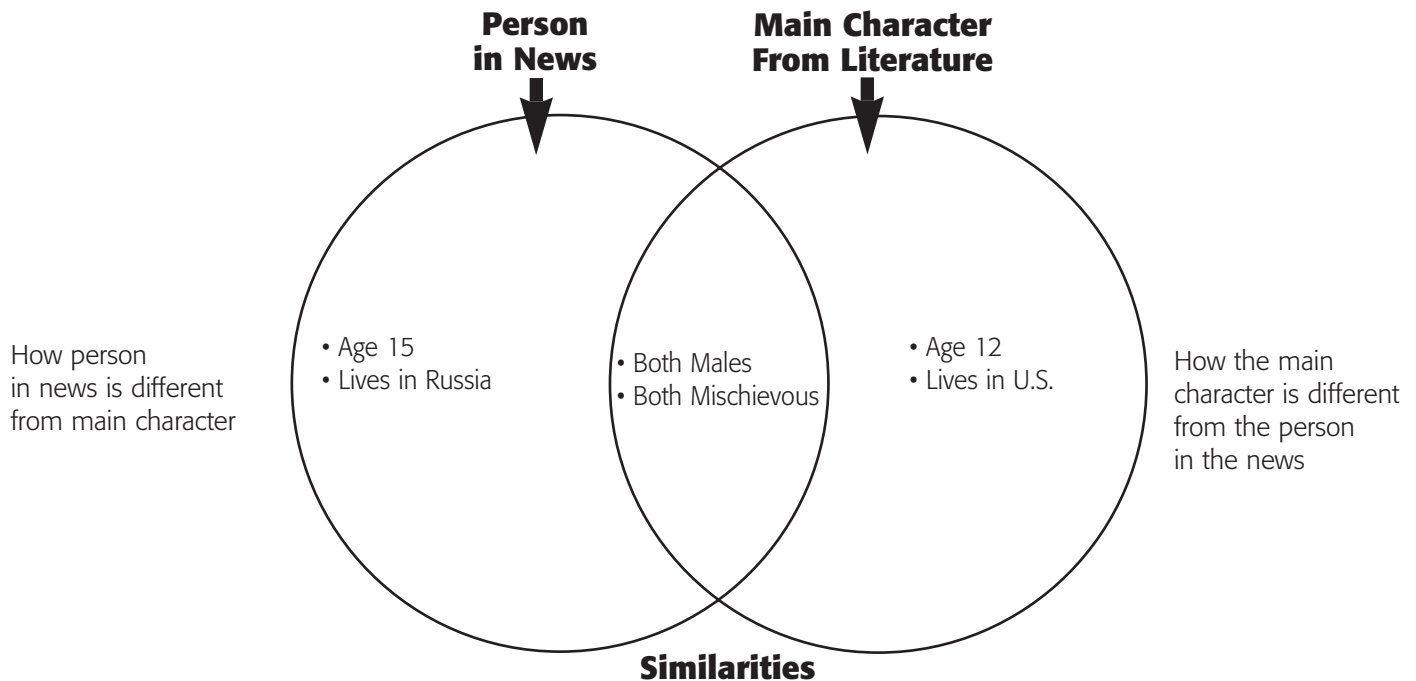 Person
in News
Main Character
From Literature
How person
in news is different
from main character
• Age 15
• Lives in Russia
• Both Males
• Both Mischievous
• Age 12
• Lives in U.S.
How the main
character is different
from the person
in the news
Similarities